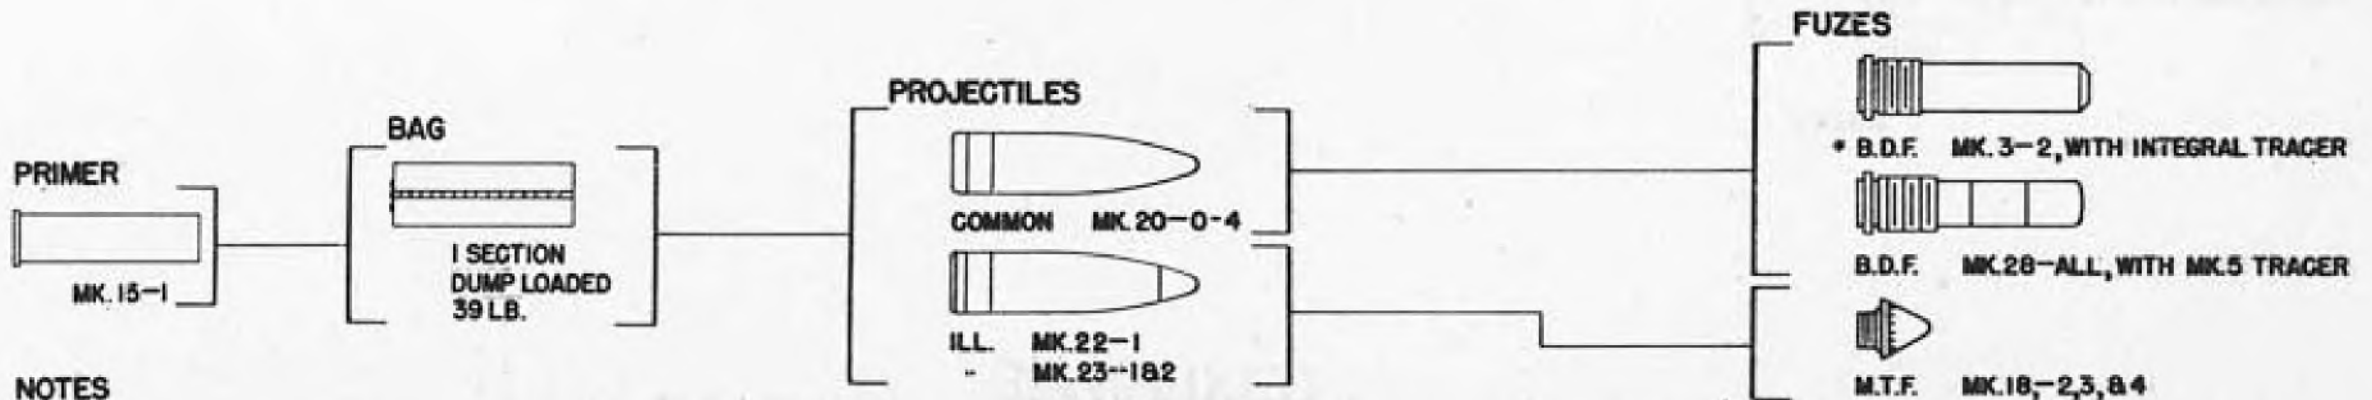 PRIMER
MK. 15-1
BAG
1 SECTION
DUMP LOADED
39 LB.
PROJECTILES
COMMON MK. 20-0-4
ILL. MK. 22-1
" MK. 23-1&2
FUZES
* B.D.F. MK. 3-2, WITH INTEGRAL TRACER
B.D.F. MK. 28-ALL, WITH MK. 5 TRACER
M.T.F. MK. 18,-2,3,&4
NOTES